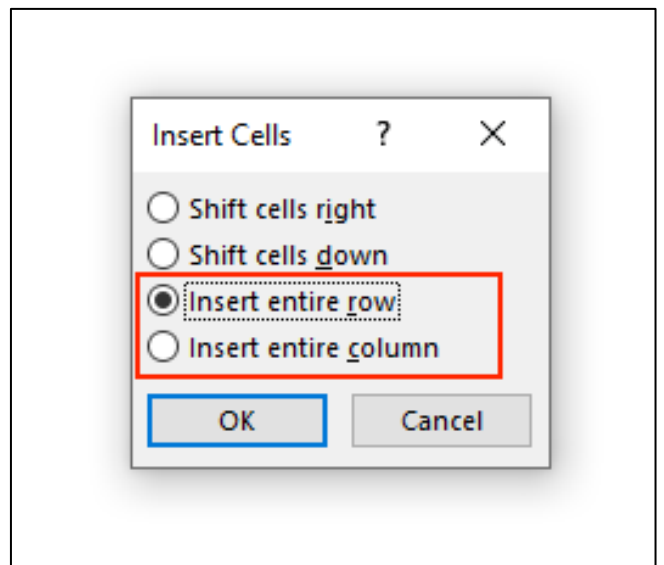 Insert Cells ?
Shift cells right
Shift cells down
Insert entire row
Insert entire column
OK Cancel